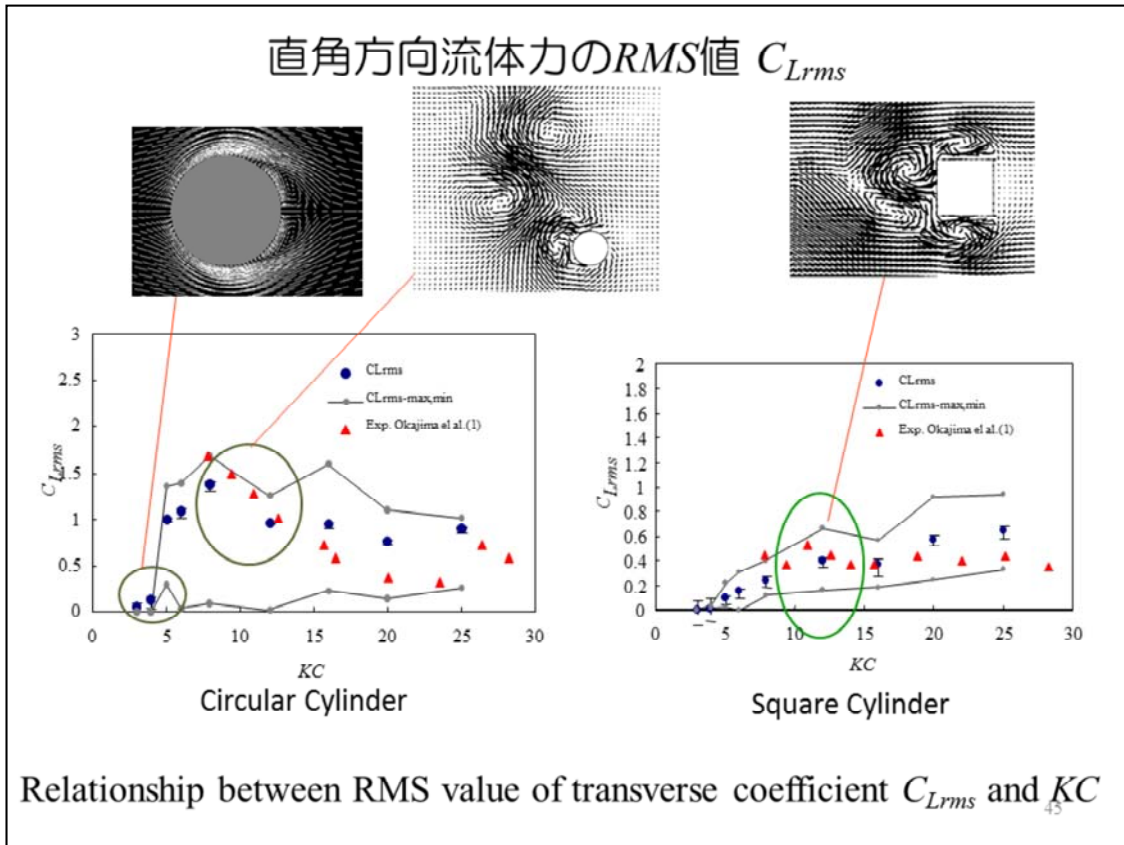 直角方向流体力のRMS値 CLrms
3
2.5
2
1.5
1
0.5
0
CLrms
CLrms
CLrms-max,min
Exp. Okajima el al.(1)
0 5 10 15 20 25 30
KC
Circular Cylinder
2
1.8
1.6
1.4
1.2
1
0.8
0.6
0.4
0.2
0
CLrms
CLrms
CLrms-max,min
Exp. Okajima el al.(1)
0 5 10 15 20 25 30
KC
Square Cylinder
Relationship between RMS value of transverse coefficient CLrms and KC
45